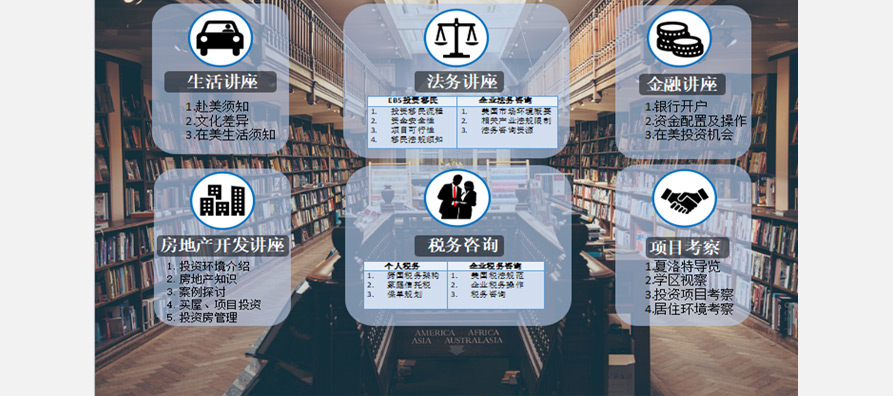 生活讲座
1.赴美须知
2.文化差异
3.在美生活须知
法务讲座
EB5投资移民
1. 投资移民流程
2. 资金安全性
3. 项目可行性
4. 移民法规须知
企业法务咨询
1. 美国市场环境概要
2. 相关产业法规限制
3. 法务咨询资源
金融讲座
1.银行开户
2.资金配置及操作
3.在美投资机会
房地产开发讲座
1. 投资环境介绍
2. 房地产知识
3. 案例探讨
4. 买屋、项目投资
5. 投资房管理
税务咨询
个人税务
1. 跨国税务架构
2. 家庭信托税
3. 保单规划
企业税务咨询
1. 美国税法规范
2. 企业税务操作
3. 税务咨询
项目考察
1.夏洛特导览
2.学区视察
3.投资项目考察
4.居住环境考察
AMERICA AFRICA
ASIA AUSTRALASIA